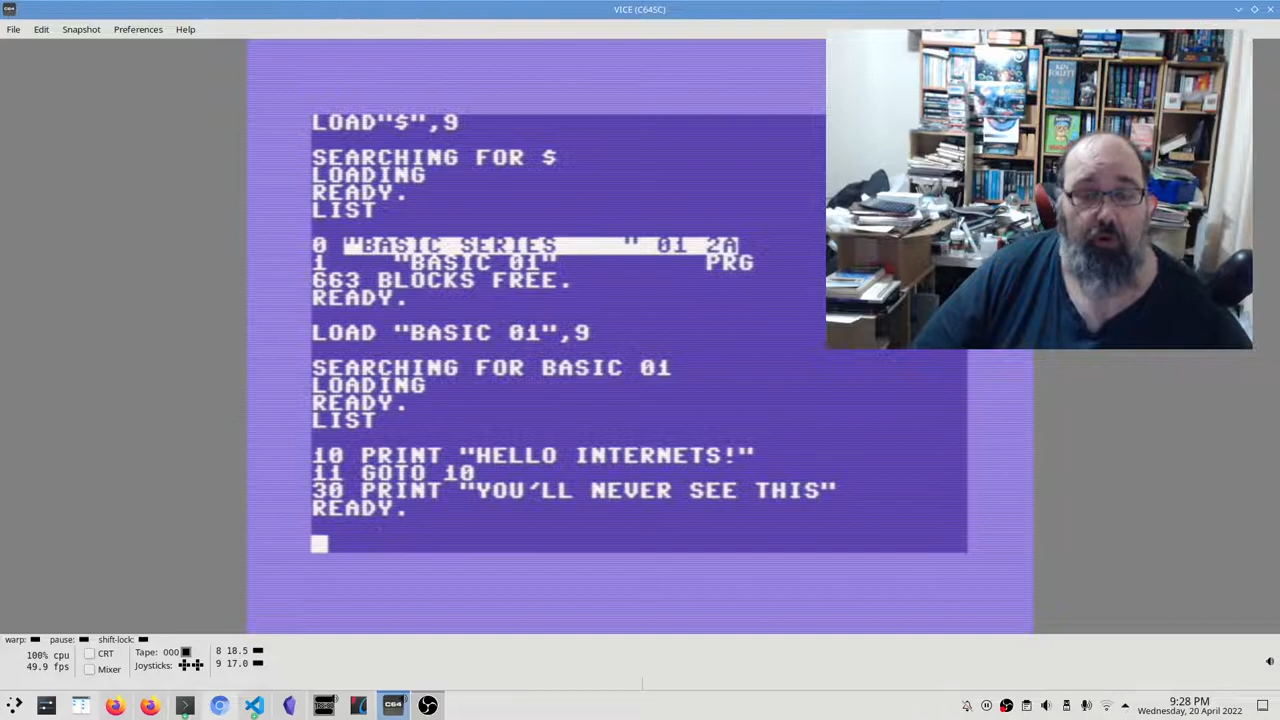 VICE (C64SC)
File Edit Snapshot Preferences Help
LOAD"$",9
SEARCHING FOR $
LOADING
READY.
LIST
0 "BASIC SERIES    " 01 2A
1    "BASIC 01"         PRG
663 BLOCKS FREE.
READY.
LOAD "BASIC 01",9
SEARCHING FOR BASIC 01
LOADING
READY.
LIST
10 PRINT "HELLO INTERNETS!"
11 GOTO 10
30 PRINT "YOU'LL NEVER SEE THIS"
READY.
KEN FOLLETT
warp: pause: shift-lock:
100% cpu
49.9 fps
CRT
Mixer
Tape: 000
Joysticks:
8 18.5
9 17.0
C64
9:28 PM
Wednesday, 20 April 2022